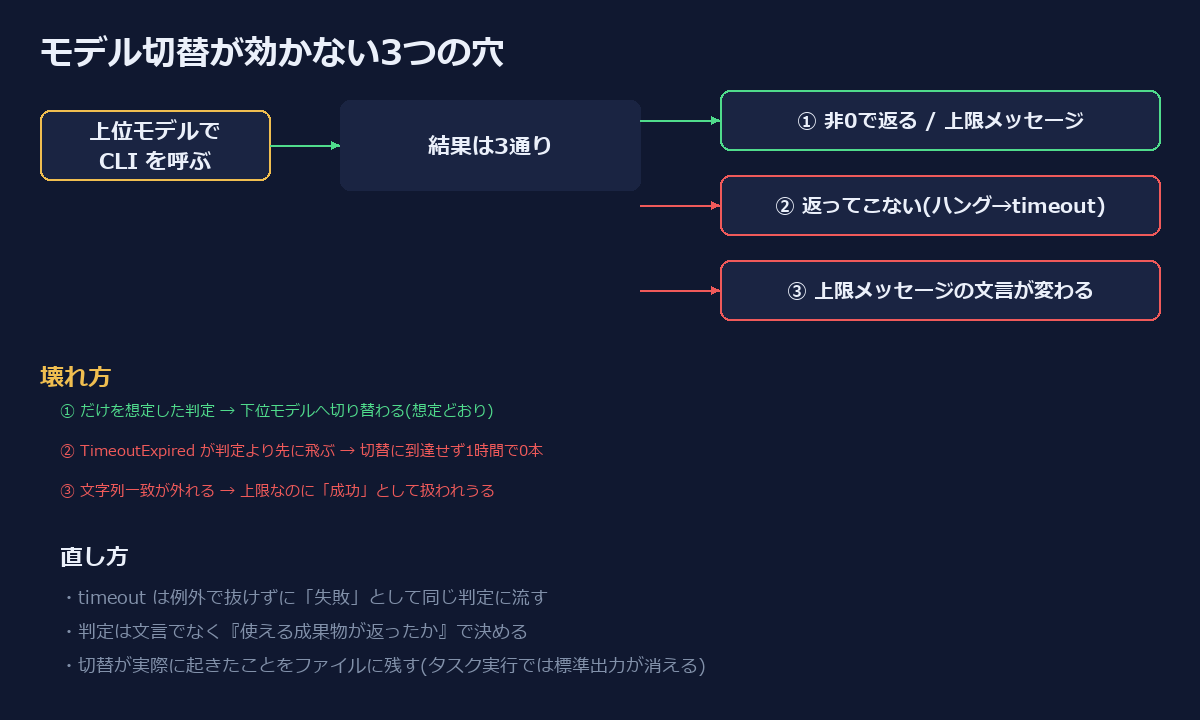 モデル切替が効かない3つの穴
上位モデルで
CLI を呼ぶ
結果は3通り
① 非0で返る / 上限メッセージ
② 返ってこない(ハング→timeout)
③ 上限メッセージの文言が変わる
壊れ方
① だけを想定した判定 → 下位モデルへ切り替わる(想定どおり)
② TimeoutExpired が判定より先に飛ぶ → 切替に到達せず1時間で0本
③ 文字列一致が外れる → 上限なのに「成功」として扱われうる
直し方
・timeout は例外で抜けずに「失敗」として同じ判定に流す
・判定は文言でなく『使える成果物が返ったか』で決める
・切替が実際に起きたことをファイルに残す(タスク実行では標準出力が消える)